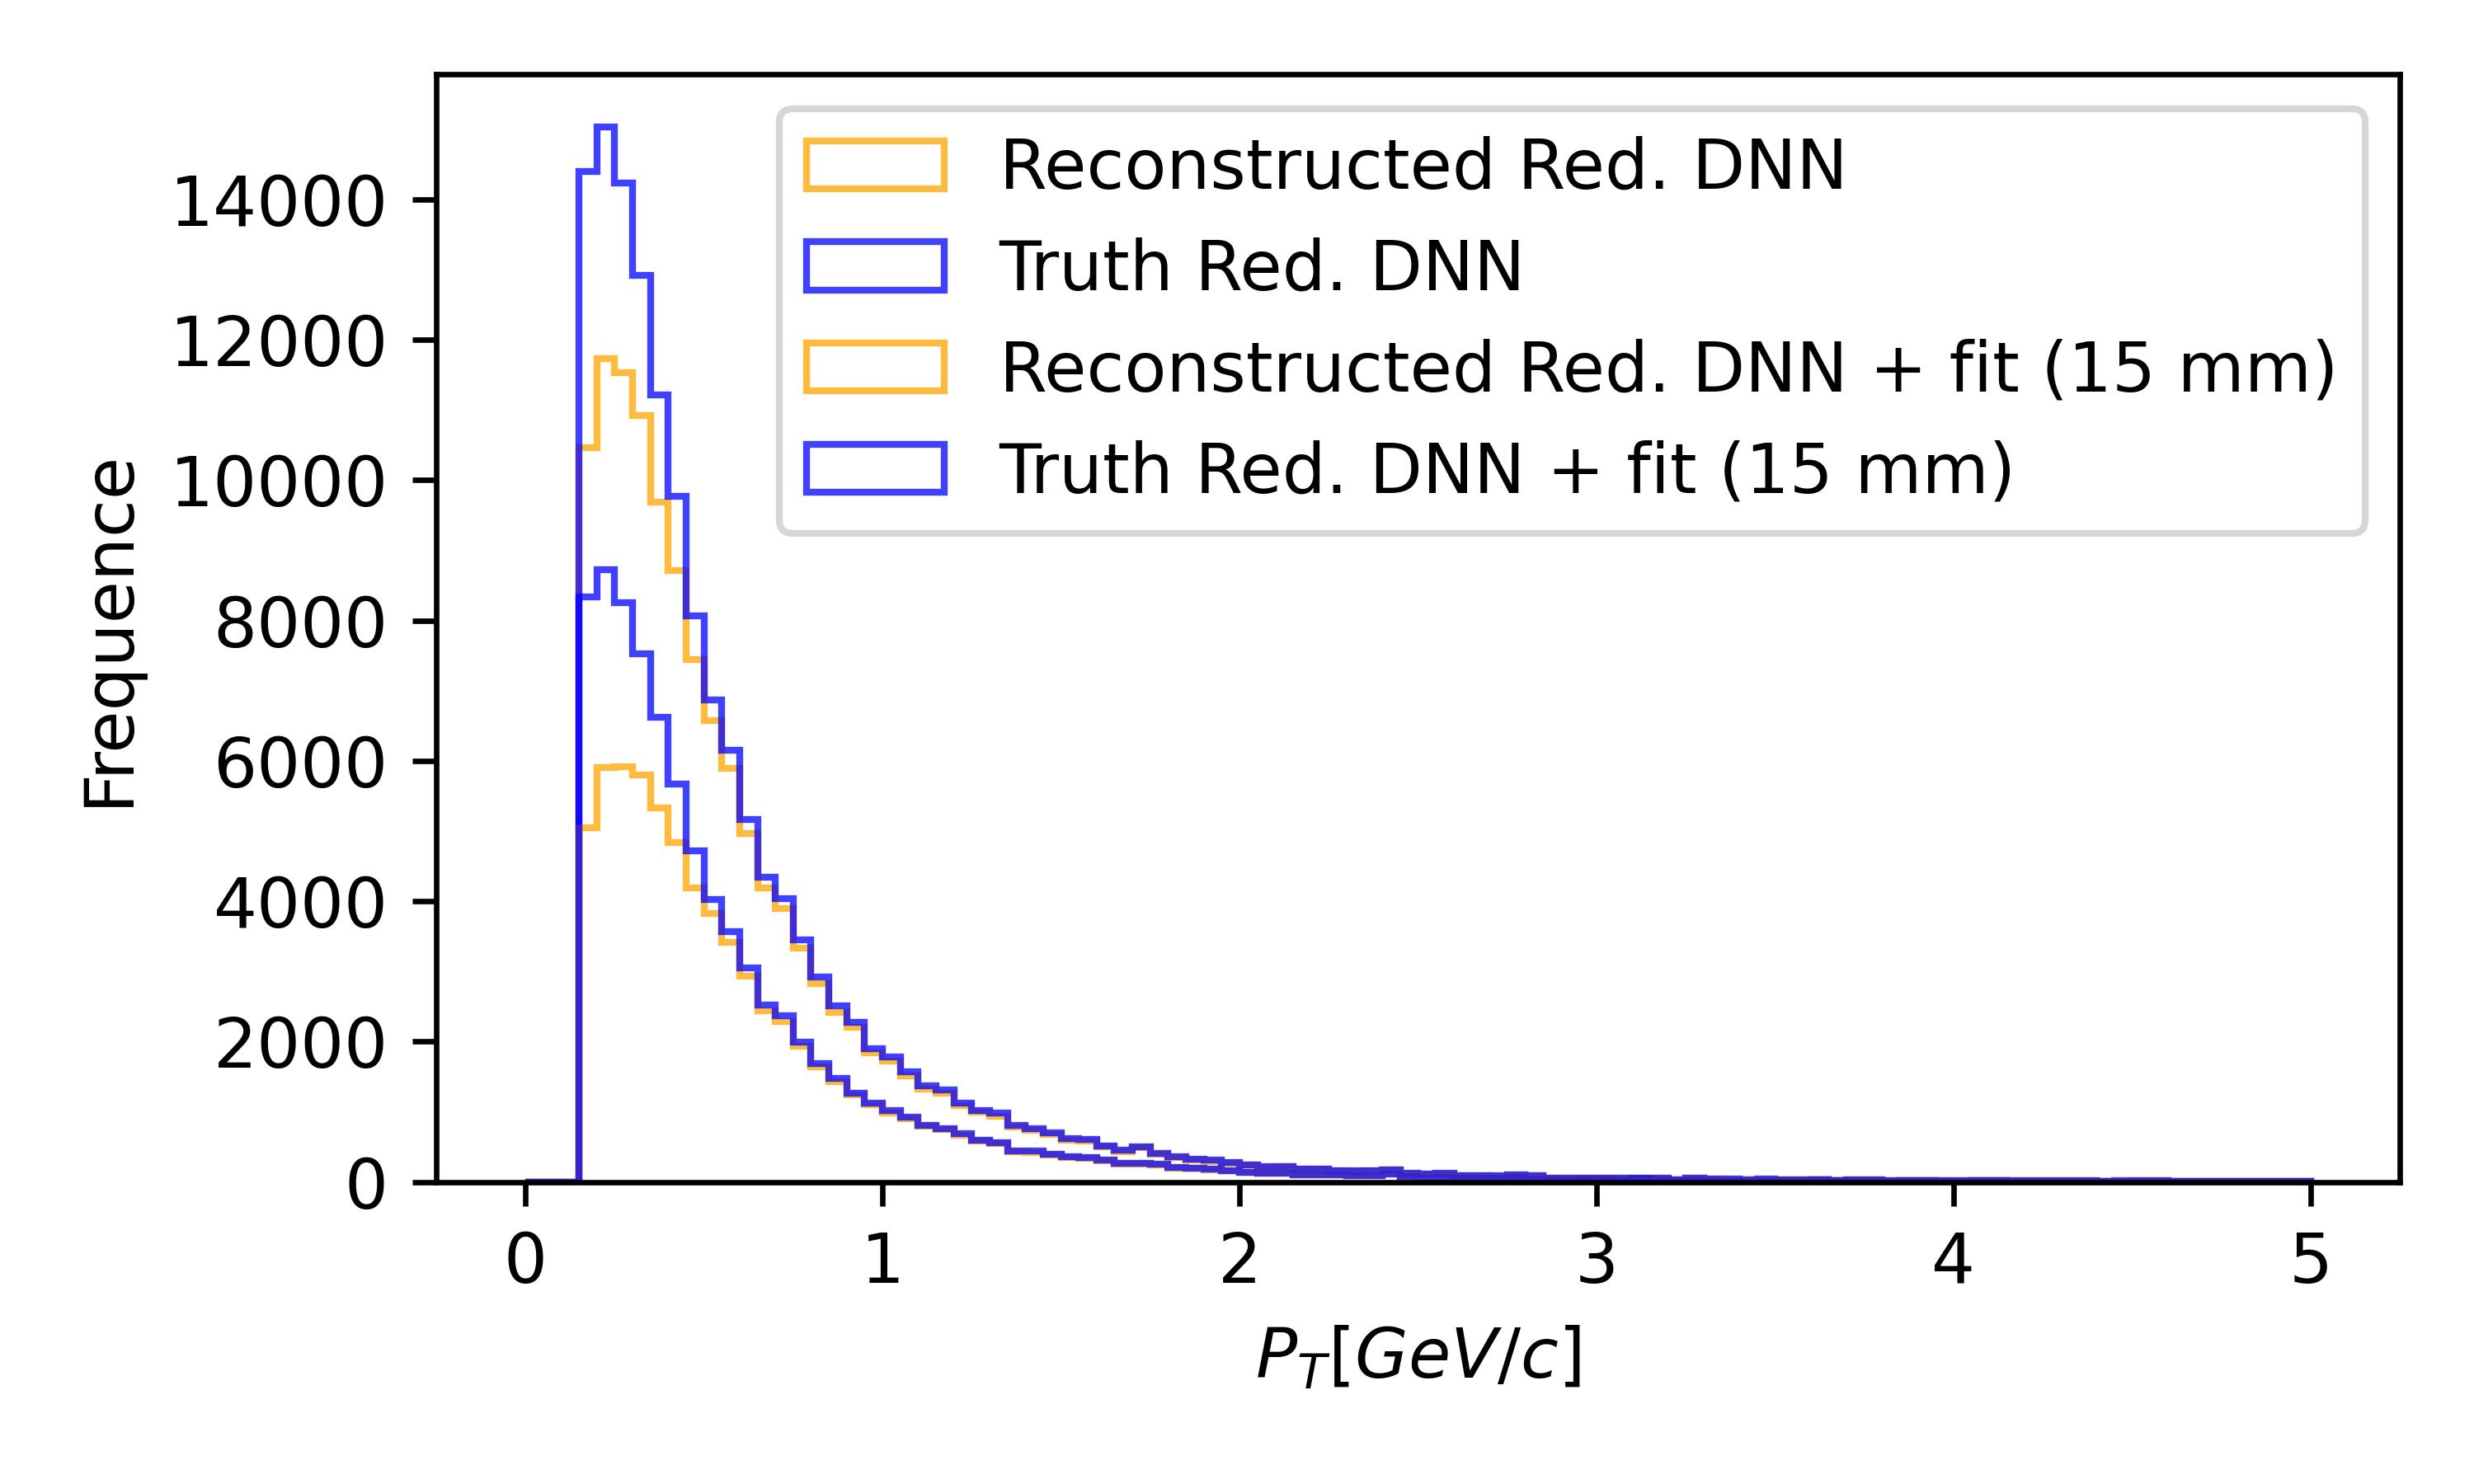 Reconstructed Red. DNN
Truth Red. DNN
Reconstructed Red. DNN + fit (15 mm)
Truth Red. DNN + fit (15 mm)
Frequence
14000
12000
10000
8000
6000
4000
2000
0
0 1 2 3 4 5
P_T[GeV/c]